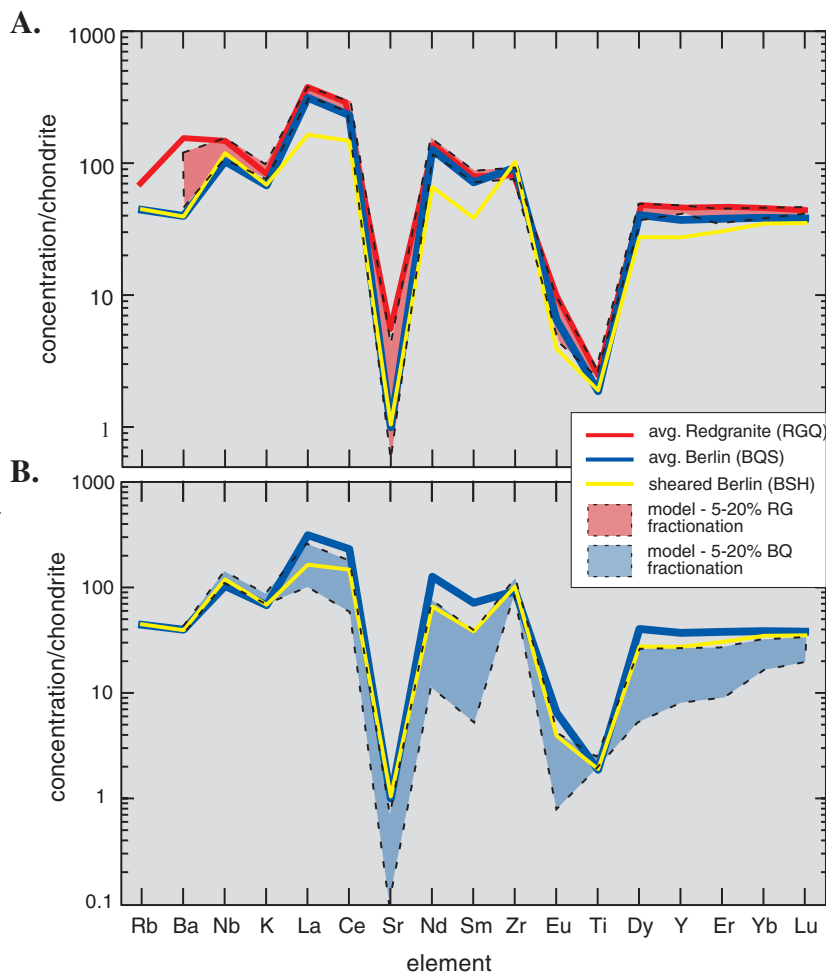 A.
1000
100
10
1
concentration/chondrite
avg. Redgranite (RGQ)
avg. Berlin (BQS)
sheared Berlin (BSH)
model - 5-20% RG
fractionation
model - 5-20% BQ
fractionation
B.
1000
100
10
1
0.1
concentration/chondrite
Rb Ba Nb K La Ce Sr Nd Sm Zr Eu Ti Dy Y Er Yb Lu
element